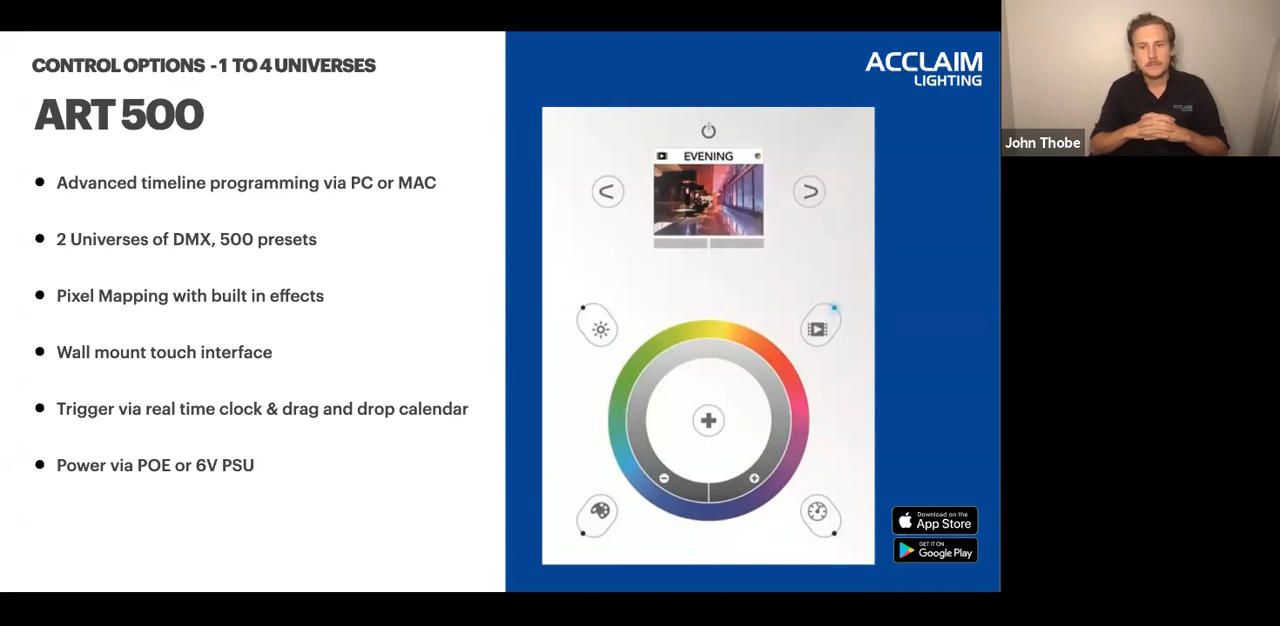 CONTROL OPTIONS - 1 TO 4 UNIVERSES
ART 500
Advanced timeline programming via PC or MAC
2 Universes of DMX, 500 presets
Pixel Mapping with built in effects
Wall mount touch interface
Trigger via real time clock & drag and drop calendar
Power via POE or 6V PSU
ACCLAIM
LIGHTING
EVENING
Download on the
App Store
GET IT ON
Google Play
John Thobe
ACCLAIM
LIGHTING